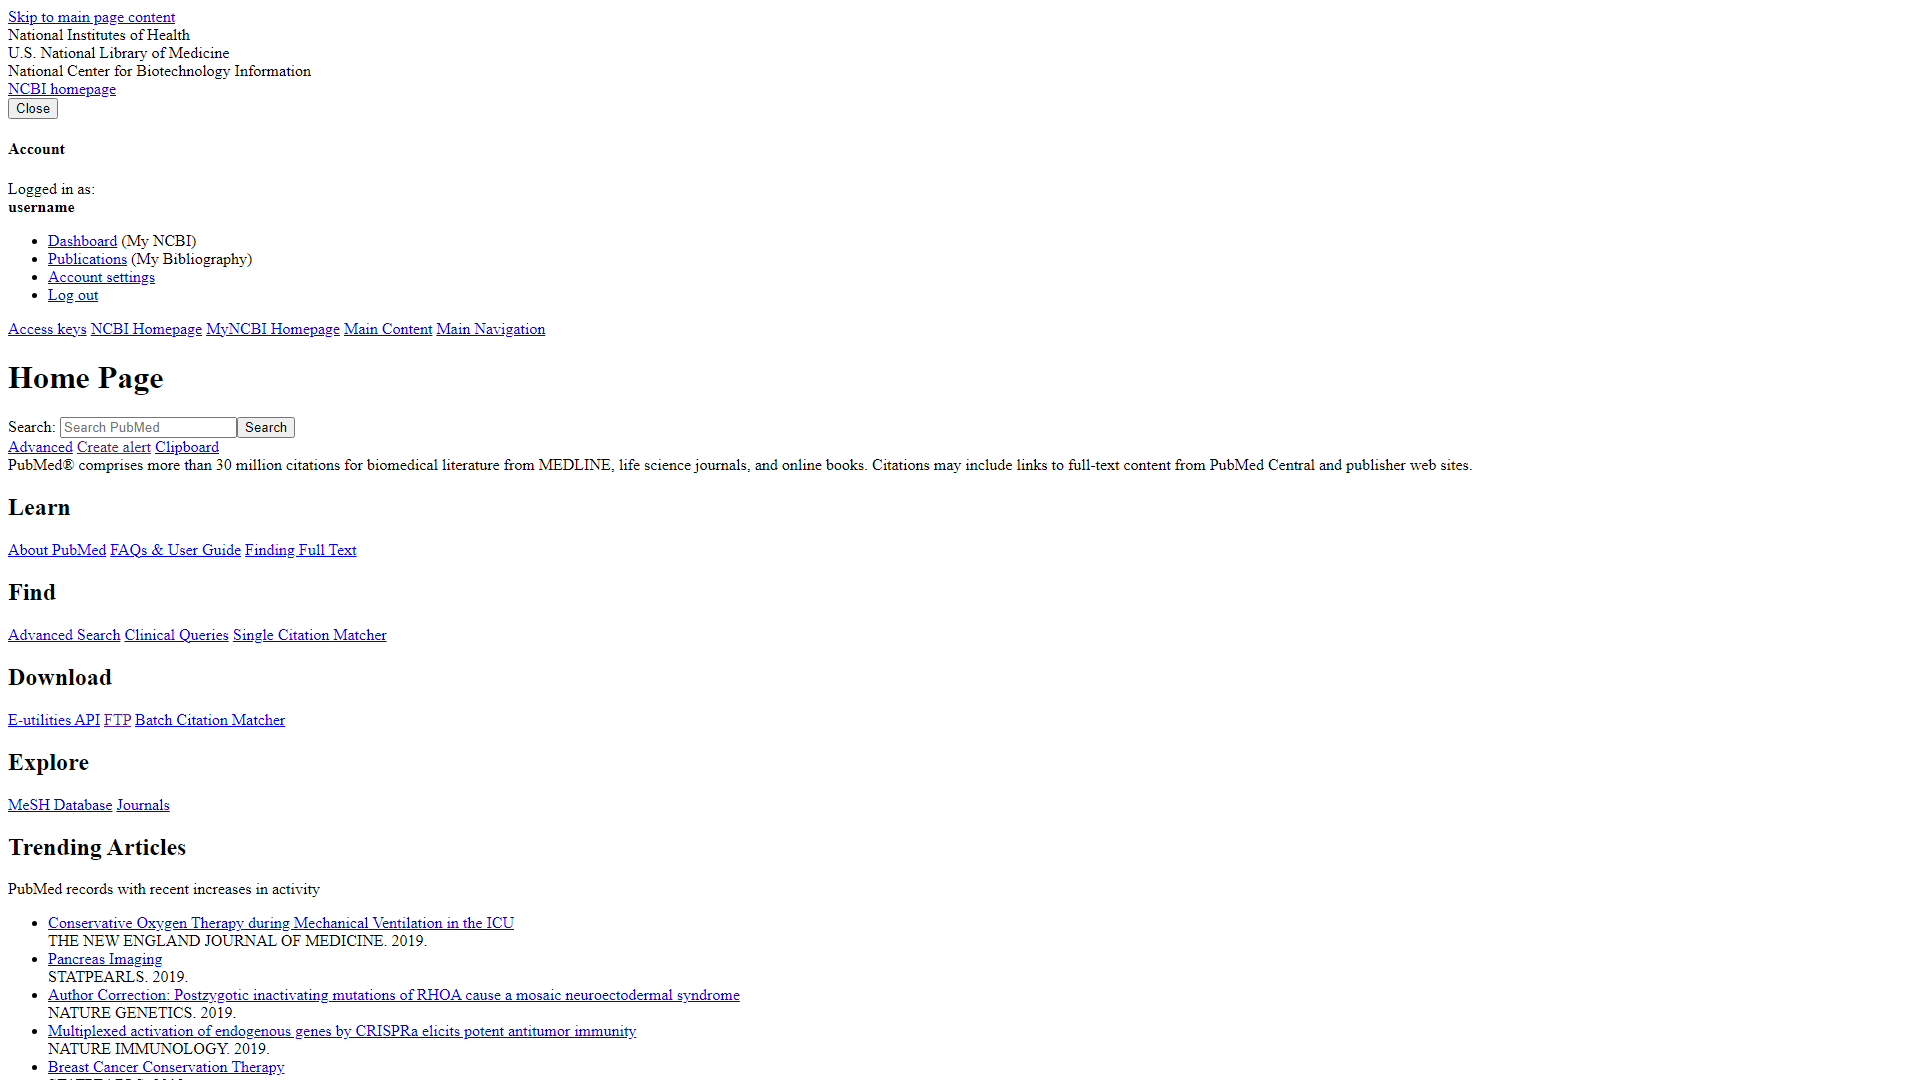 Skip to main page content
National Institutes of Health
U.S. National Library of Medicine
National Center for Biotechnology Information
NCBI homepage
Close
Account
Logged in as:
username
Dashboard (My NCBI)
Publications (My Bibliography)
Account settings
Log out
Access keys NCBI Homepage MyNCBI Homepage Main Content Main Navigation
Home Page
Search: Search PubMed Search
Advanced Create alert Clipboard
PubMed® comprises more than 30 million citations for biomedical literature from MEDLINE, life science journals, and online books. Citations may include links to full-text content from PubMed Central and publisher web sites.
Learn
About PubMed FAQs & User Guide Finding Full Text
Find
Advanced Search Clinical Queries Single Citation Matcher
Download
E-utilities API FTP Batch Citation Matcher
Explore
MeSH Database Journals
Trending Articles
PubMed records with recent increases in activity
Conservative Oxygen Therapy during Mechanical Ventilation in the ICU
THE NEW ENGLAND JOURNAL OF MEDICINE. 2019.
Pancreas Imaging
STATPEARLS. 2019.
Author Correction: Postzygotic inactivating mutations of RHOA cause a mosaic neuroectodermal syndrome
NATURE GENETICS. 2019.
Multiplexed activation of endogenous genes by CRISPRa elicits potent antitumor immunity
NATURE IMMUNOLOGY. 2019.
Breast Cancer Conservation Therapy